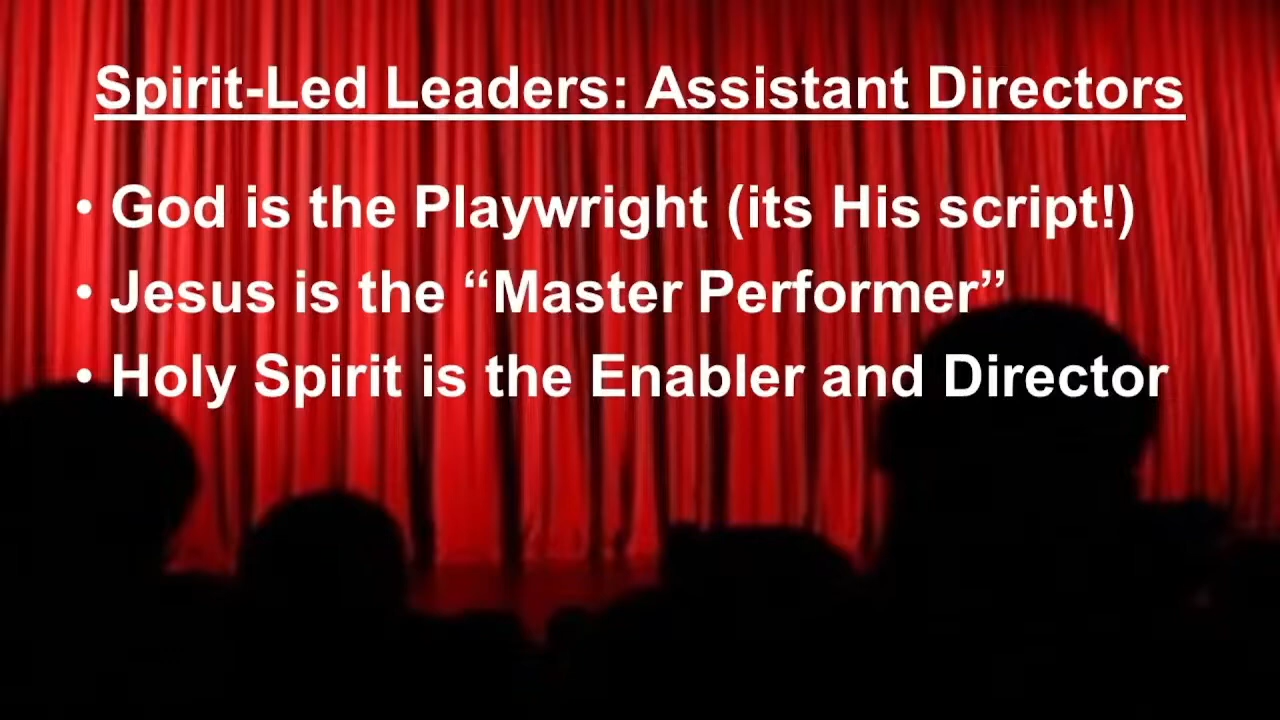 Spirit-Led Leaders: Assistant Directors
• God is the Playwright (its His script!)
• Jesus is the “Master Performer”
• Holy Spirit is the Enabler and Director